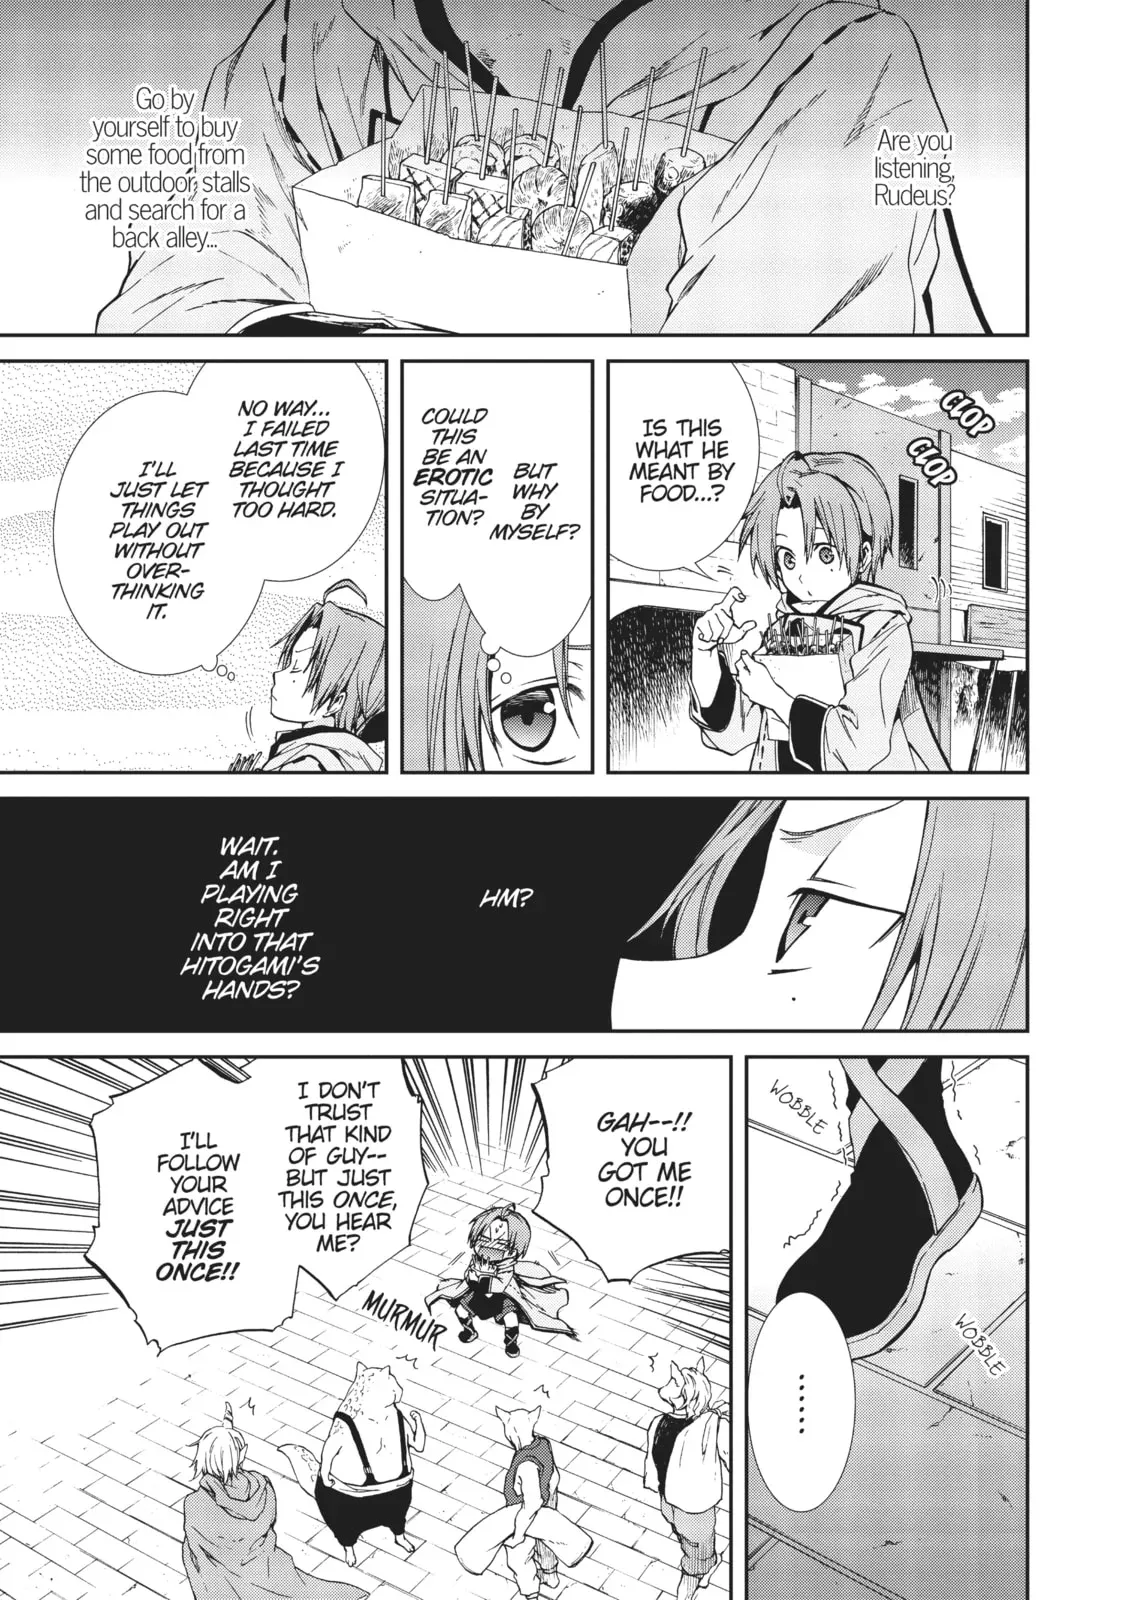 Are you
listening,
Rudeus?
Go by
yourself to buy
some food from
the outdoor stalls
and search for a
back alley...
CLOP
CLOP
IS THIS
WHAT HE
MEANT BY
FOOD...?
BUT
WHY
BY
MYSELF?
COULD
THIS
BE AN
EROTIC
SITUA-
TION?
NO WAY...
I FAILED
LAST TIME
BECAUSE I
THOUGHT
TOO HARD.
I'LL
JUST LET
THINGS
PLAY OUT
WITHOUT
OVER-
THINKING
IT.
HM?
WAIT.
AM I
PLAYING
RIGHT
INTO THAT
HITOGAMI'S
HANDS?
WOBBLE
WOBBLE
......
GAH--!!
YOU
GOT ME
ONCE!!
I DON'T
TRUST
THAT KIND
OF GUY--
BUT JUST
THIS ONCE,
YOU HEAR
ME?
I'LL
FOLLOW
YOUR
ADVICE
JUST
THIS
ONCE!!
MURMUR